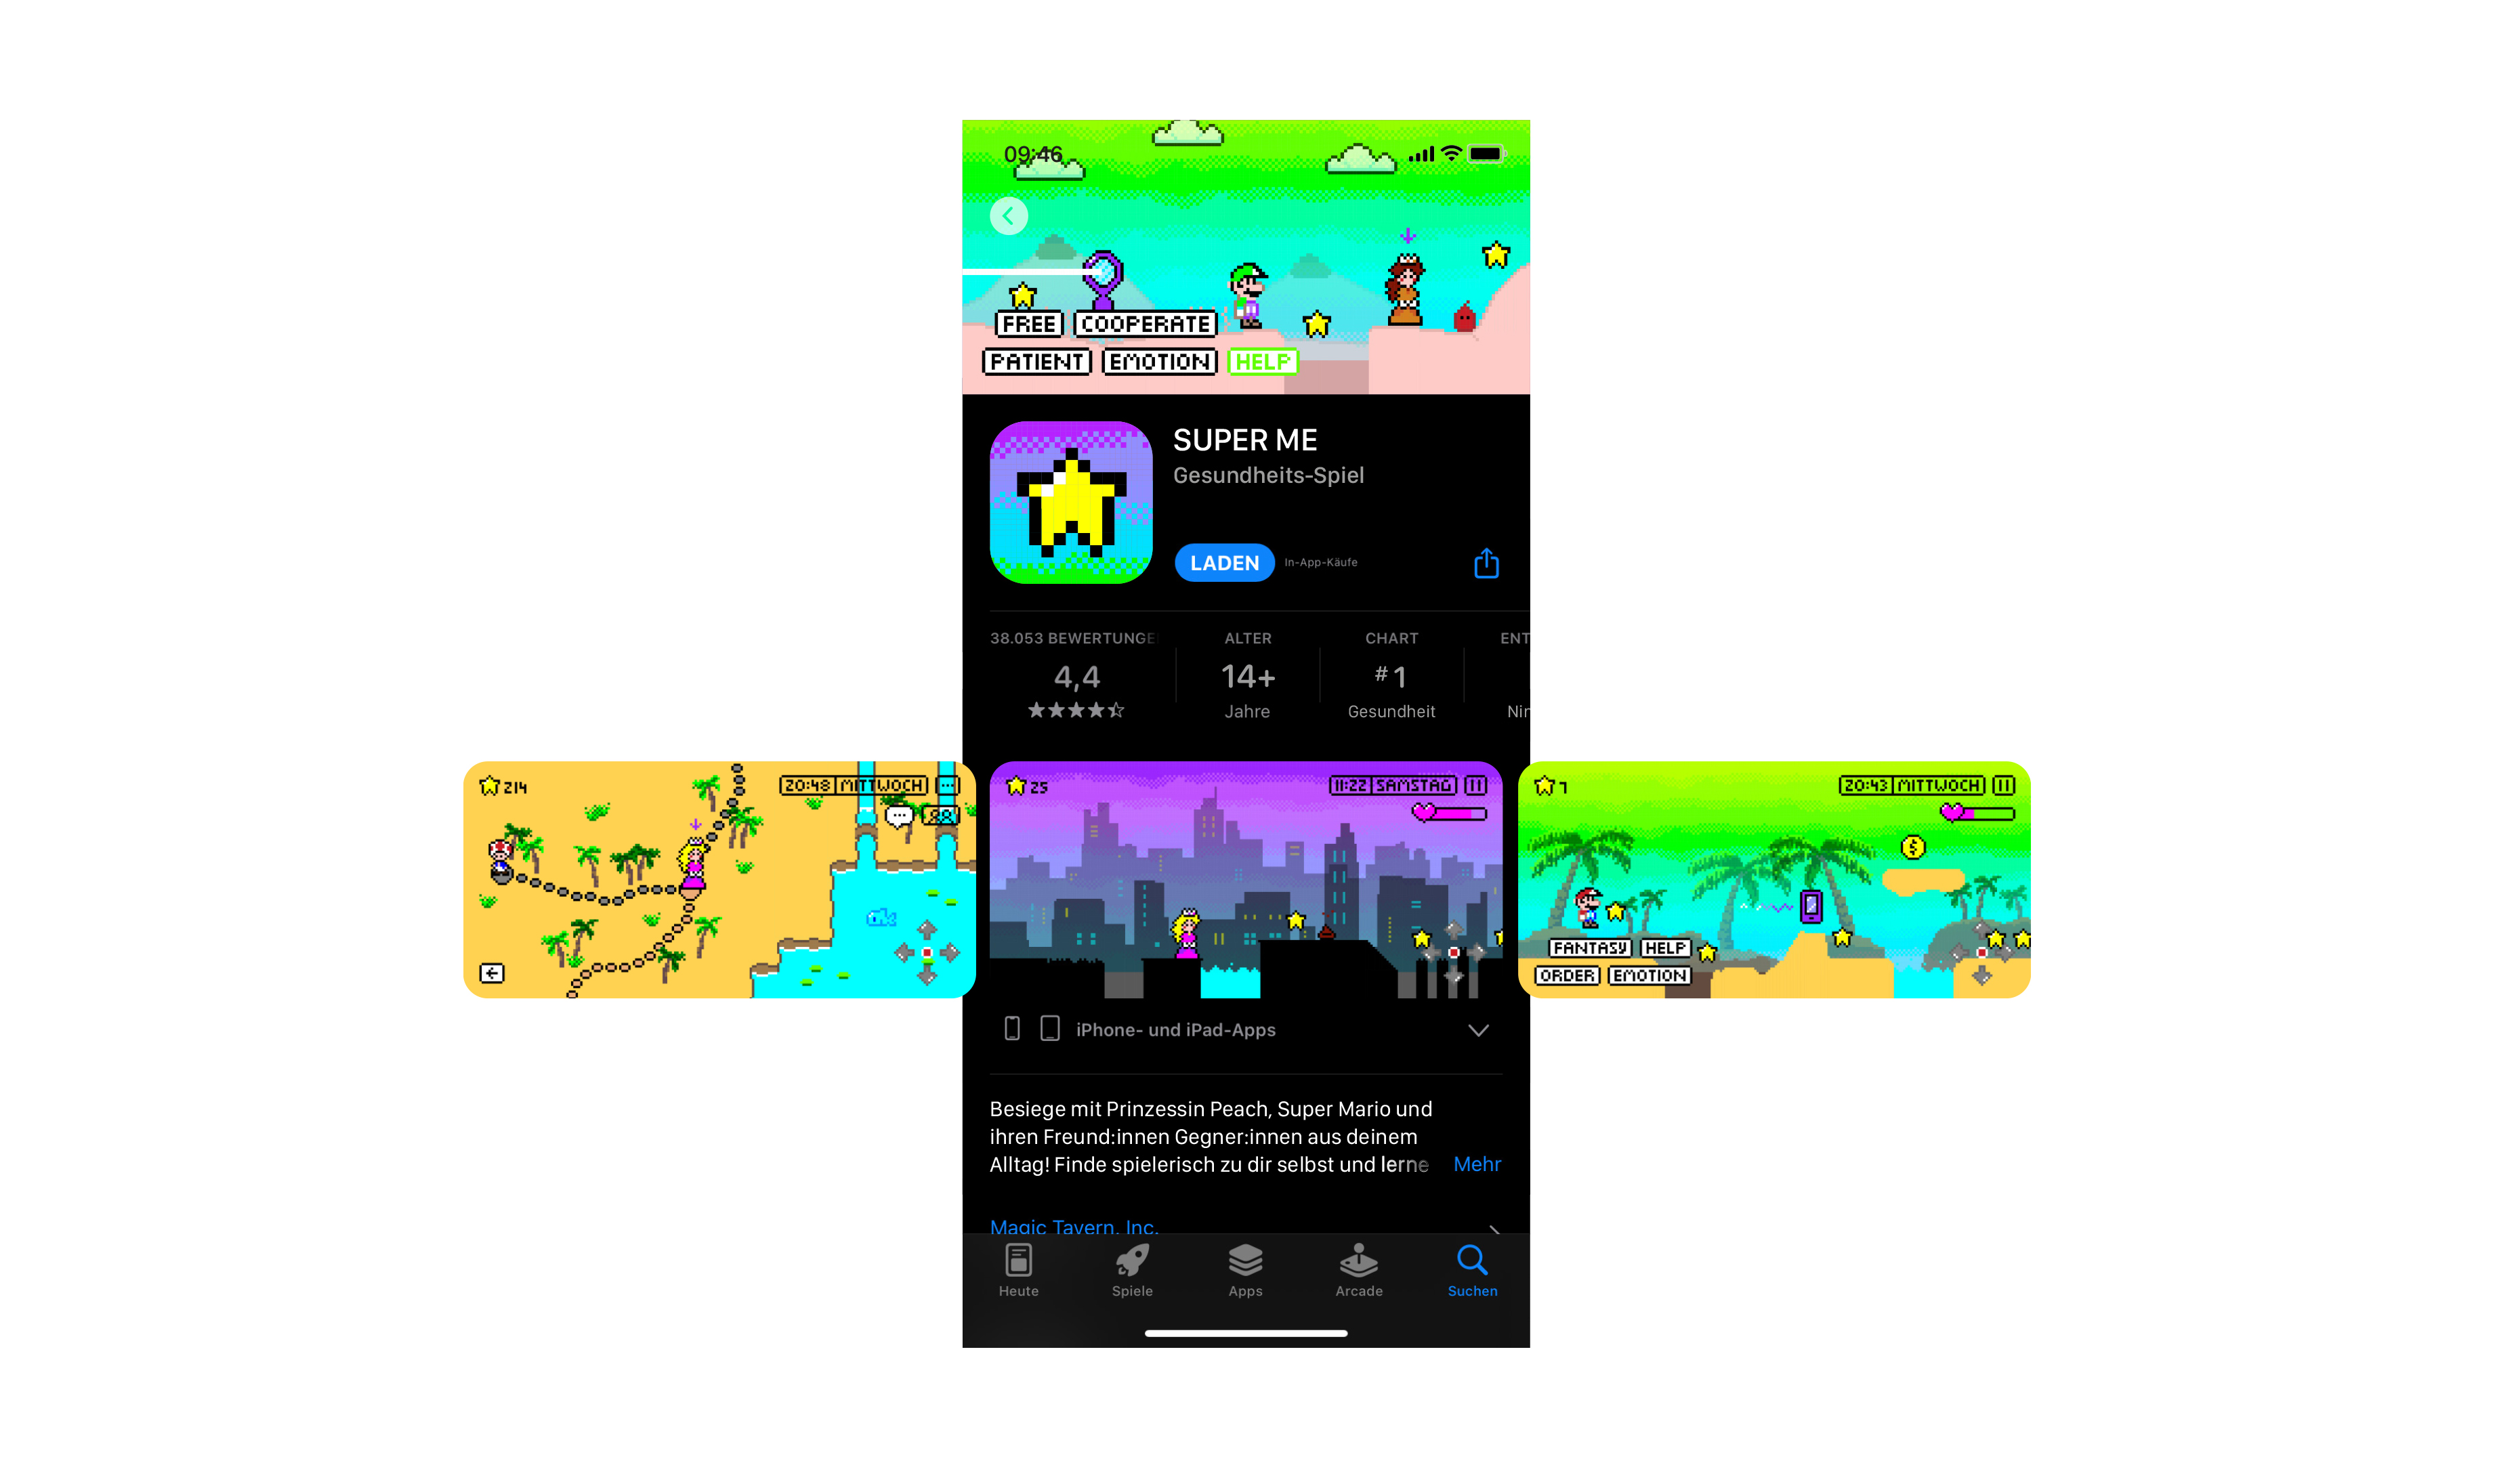 09:46
FREE COOPERATE
PATIENT EMOTION HELP
SUPER ME
Gesundheits-Spiel
LADEN In-App-Käufe
38.053 BEWERTUNGE ALTER CHART ENT
4,4 14+ #1
Jahre Gesundheit Nin
214 20:48 MITTWOCH
25 11:22 SAMSTAG
7 20:43 MITTWOCH
FANTASY HELP
ORDER EMOTION
iPhone- und iPad-Apps
Besiege mit Prinzessin Peach, Super Mario und
ihren Freund:innen Gegner:innen aus deinem
Alltag! Finde spielerisch zu dir selbst und lerne Mehr
Magic Tavern, Inc.
Heute Spiele Apps Arcade Suchen